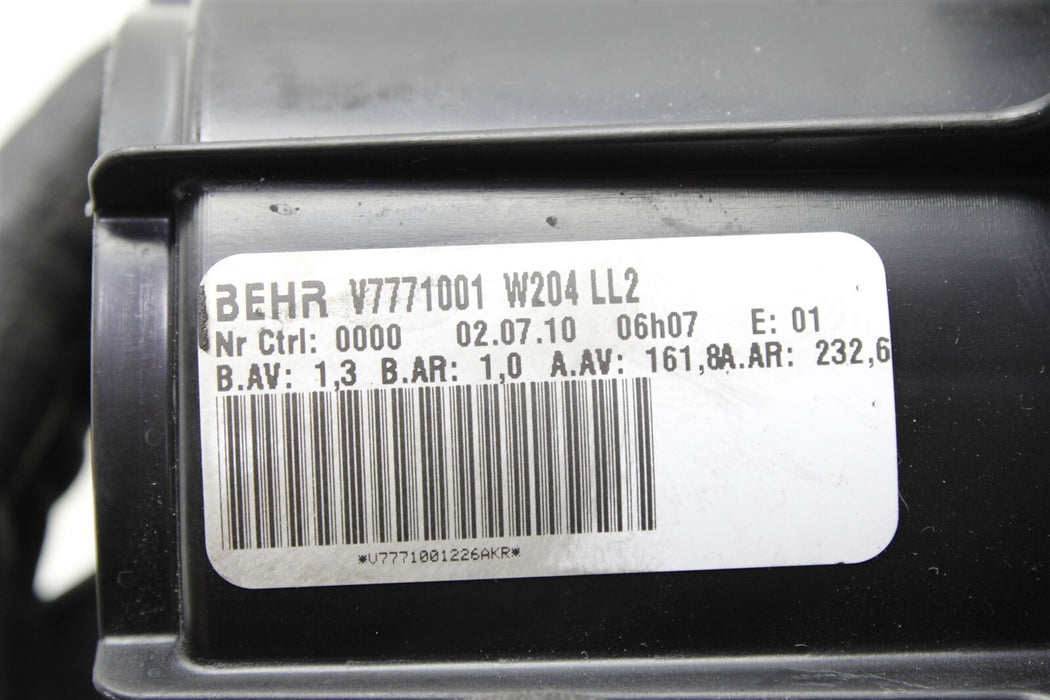 BEHR V7771001 W204 LL2
Nr Ctrl: 0000 02.07.10 06h07 E: 01
B.AV: 1,3 B.AR: 1,0 A.AV: 161,8A.AR: 232,6
*V7771001226AKR*